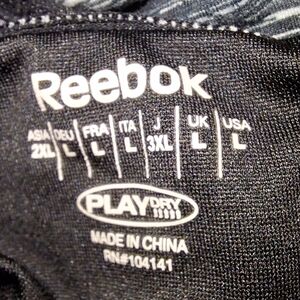 Reebok
ASIA DEU FRA ITA J UK USA
2XL L L L 3XL L L
PLAYDRY
MADE IN CHINA
RN#104141